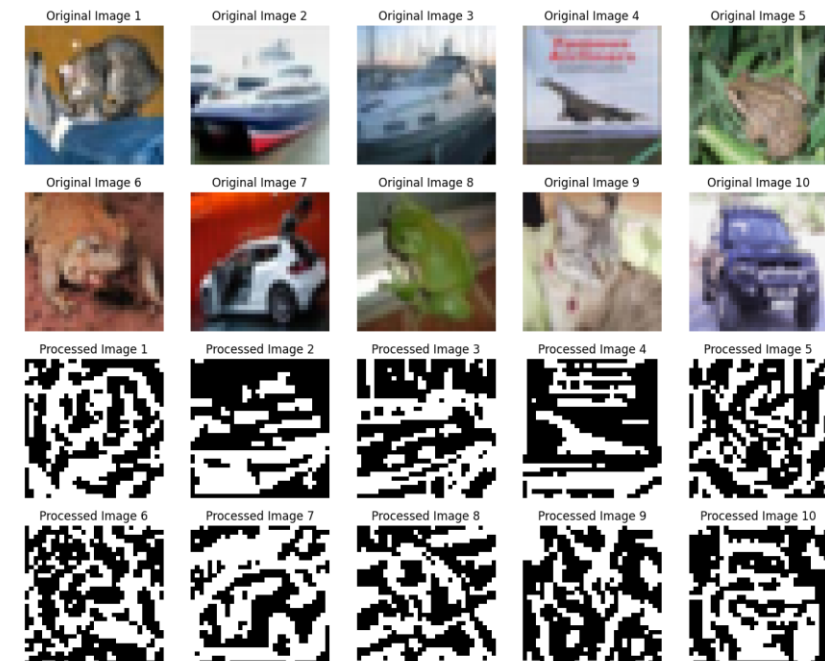 Original Image 1
Original Image 2
Original Image 3
Original Image 4
Original Image 5
Original Image 6
Original Image 7
Original Image 8
Original Image 9
Original Image 10
Processed Image 1
Processed Image 2
Processed Image 3
Processed Image 4
Processed Image 5
Processed Image 6
Processed Image 7
Processed Image 8
Processed Image 9
Processed Image 10